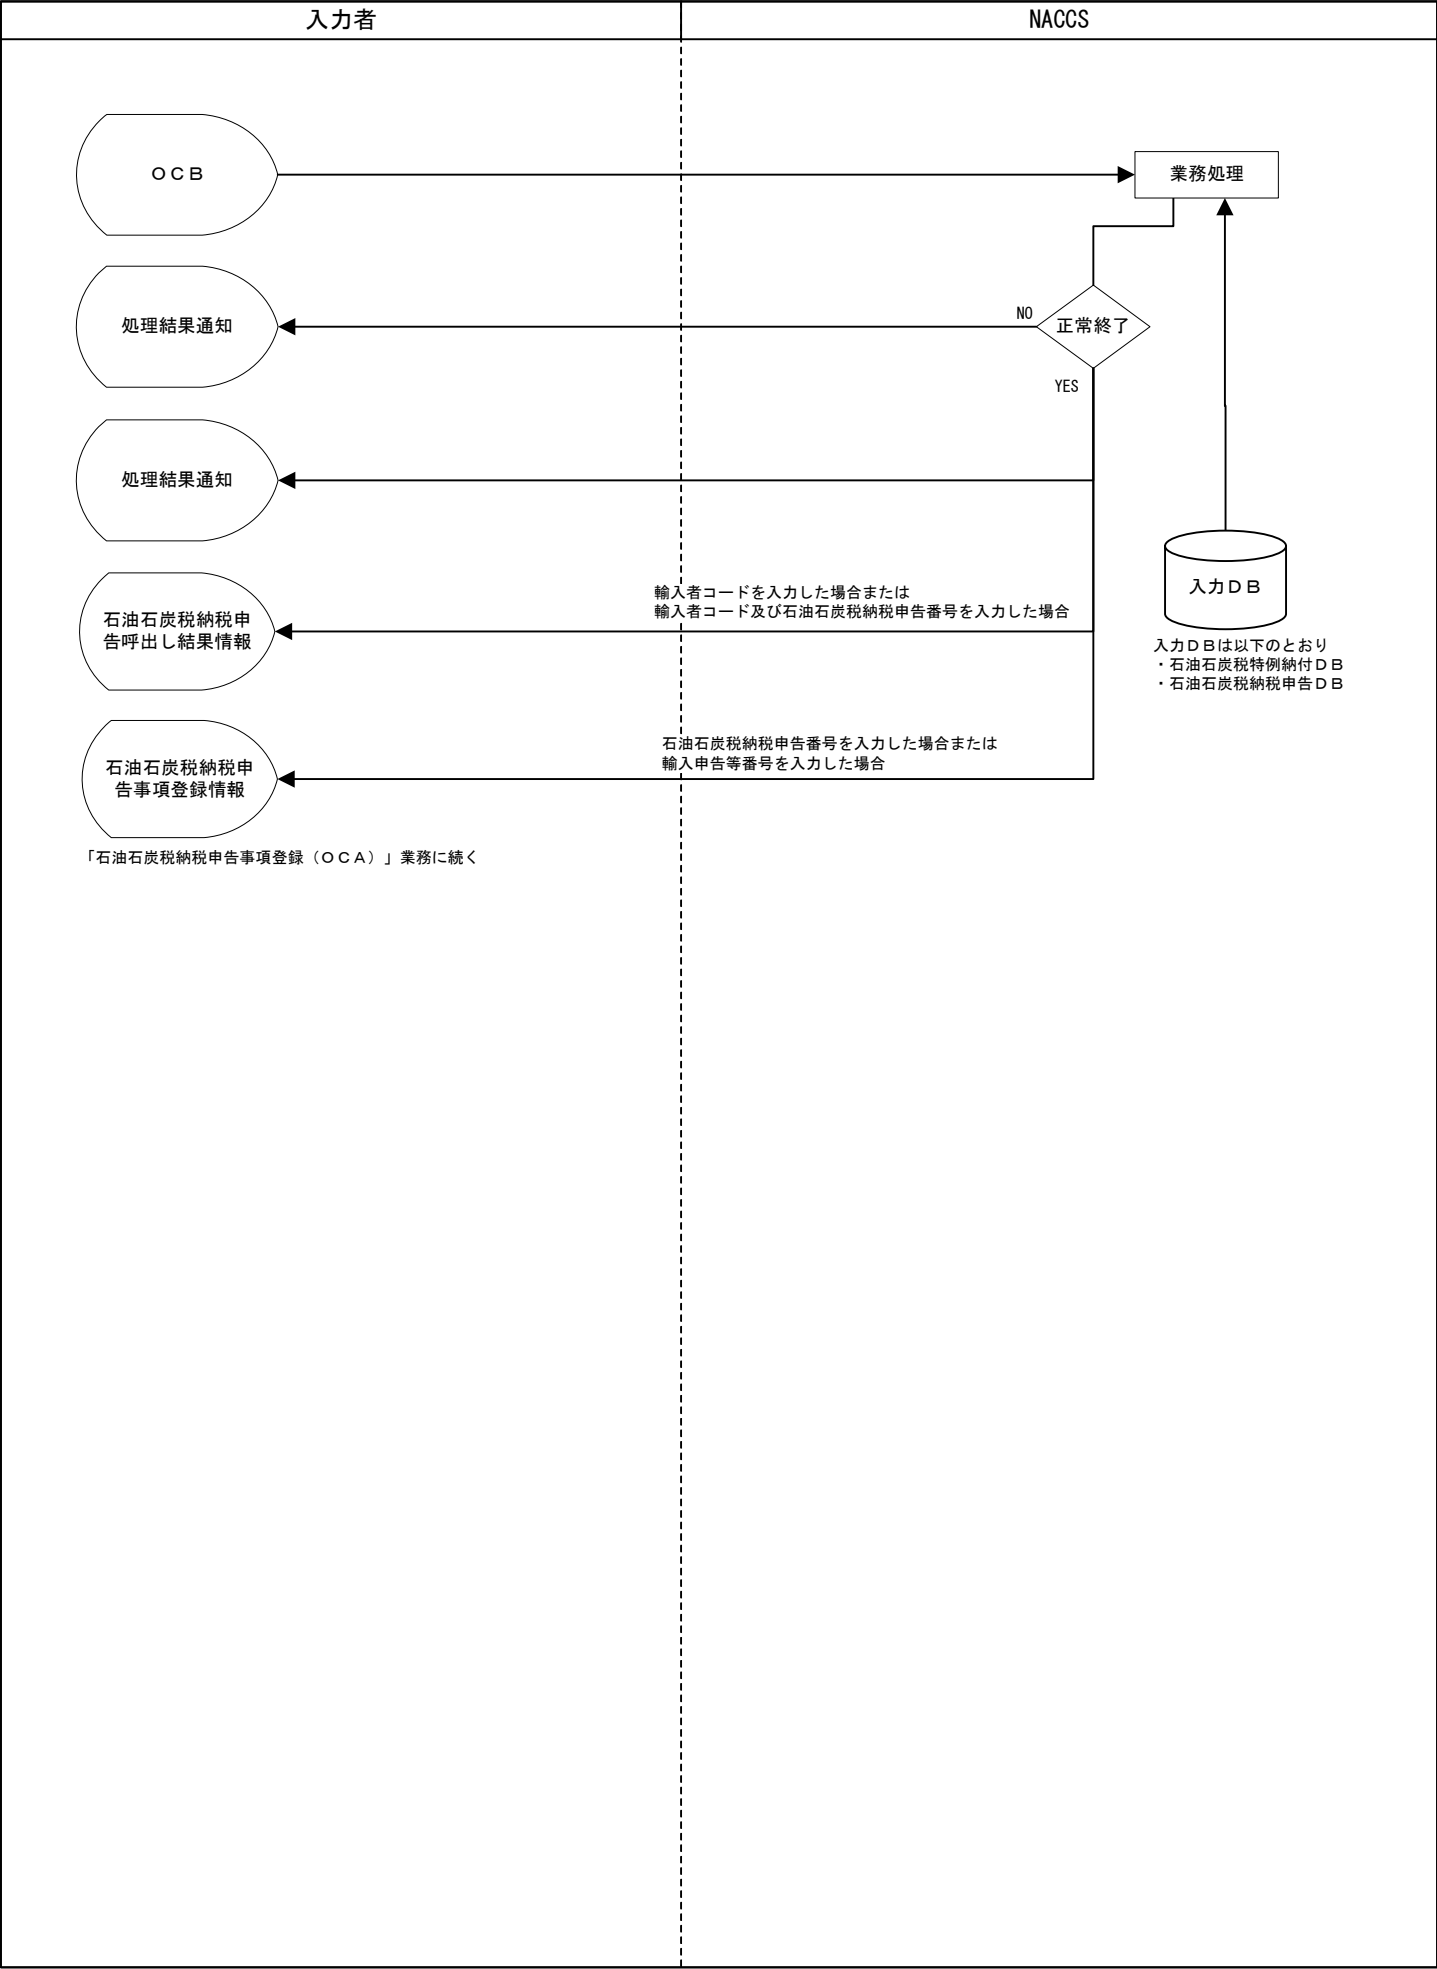 入力者
NACCS
ＯＣＢ
業務処理
処理結果通知
NO
正常終了
YES
処理結果通知
輸入者コードを入力した場合または
輸入者コード及び石油石炭税納税申告番号を入力した場合
石油石炭税納税申
告呼出し結果情報
入力ＤＢ
入力ＤＢは以下のとおり
・石油石炭税特例納付ＤＢ
・石油石炭税納税申告ＤＢ
石油石炭税納税申告番号を入力した場合または
輸入申告等番号を入力した場合
石油石炭税納税申
告事項登録情報
「石油石炭税納税申告事項登録（ＯＣＡ）」業務に続く